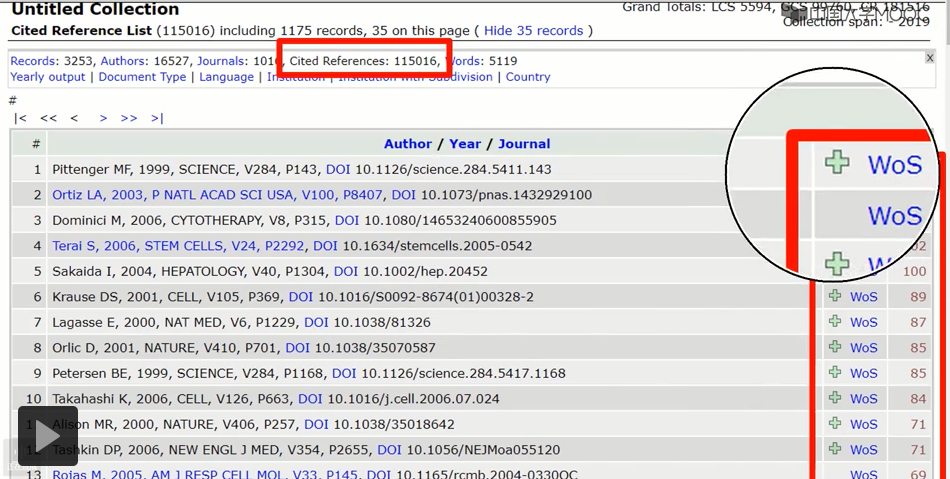 Untitled Collection
Grand Totals: LCS 5594, GCS 99760, CR 181516
Collection span: - 2019
中国大学MOOC
Cited Reference List (115016) including 1175 records, 35 on this page ( Hide 35 records )
Records: 3253, Authors: 16527, Journals: 1016, Cited References: 115016, Words: 5119
X
Yearly output | Document Type | Language | Institution | Institution with Subdivision | Country
#
|< << < > >> >|
# Author / Year / Journal
1 Pittenger MF, 1999, SCIENCE, V284, P143, DOI 10.1126/science.284.5411.143 WoS
2 Ortiz LA, 2003, P NATL ACAD SCI USA, V100, P8407, DOI 10.1073/pnas.1432929100 WoS
3 Dominici M, 2006, CYTOTHERAPY, V8, P315, DOI 10.1080/14653240600855905
4 Terai S, 2006, STEM CELLS, V24, P2292, DOI 10.1634/stemcells.2005-0542
5 Sakaida I, 2004, HEPATOLOGY, V40, P1304, DOI 10.1002/hep.20452 100
6 Krause DS, 2001, CELL, V105, P369, DOI 10.1016/S0092-8674(01)00328-2 WoS 89
7 Lagasse E, 2000, NAT MED, V6, P1229, DOI 10.1038/81326 WoS 87
8 Orlic D, 2001, NATURE, V410, P701, DOI 10.1038/35070587 WoS 85
9 Petersen BE, 1999, SCIENCE, V284, P1168, DOI 10.1126/science.284.5417.1168 WoS 85
10 Takahashi K, 2006, CELL, V126, P663, DOI 10.1016/j.cell.2006.07.024 WoS 84
Alison MR, 2000, NATURE, V406, P257, DOI 10.1038/35018642 WoS 71
Tashkin DP, 2006, NEW ENGL J MED, V354, P2655, DOI 10.1056/NEJMoa055120 WoS 71
13 Rojas M, 2005, AM J RESP CELL MOL, V33, P145, DOI 10.1165/rcmb.2004-0330OC WoS 69